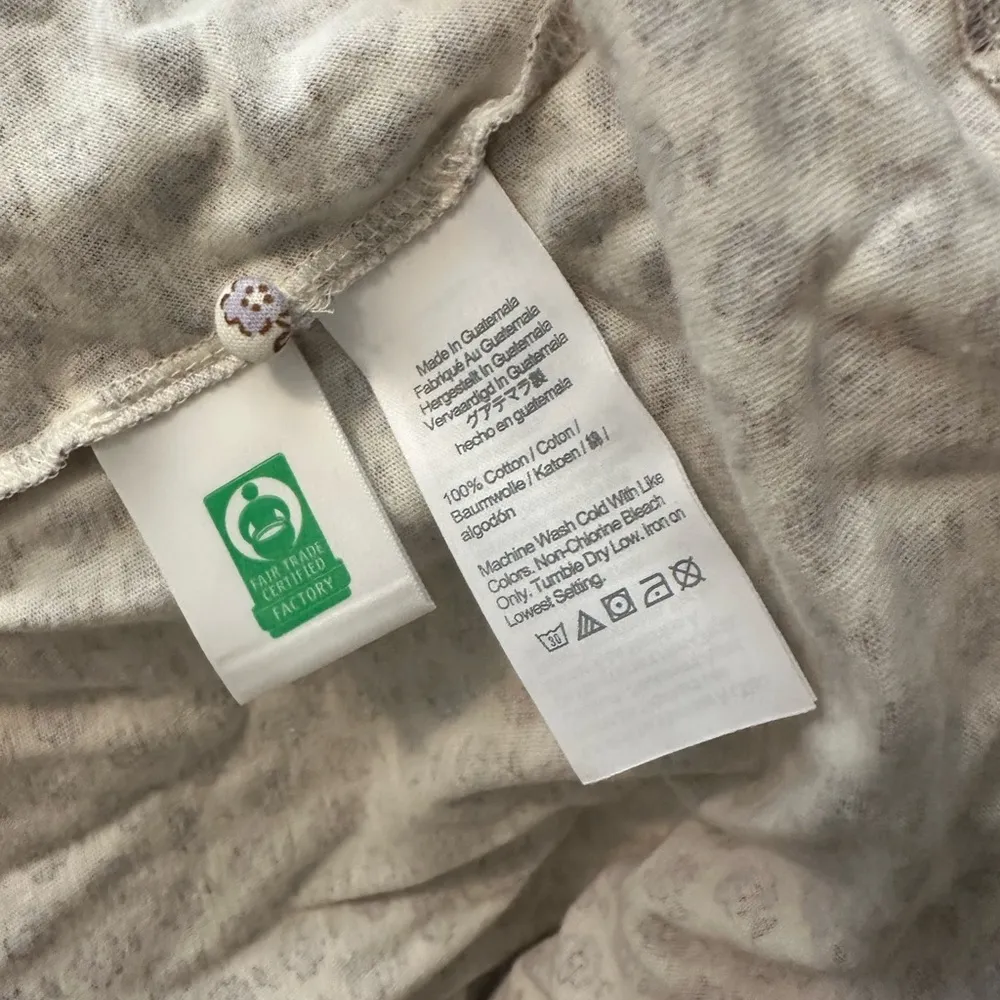 FAIR TRADE
CERTIFIED
FACTORY
Made In Guatemala
Fabriqué Au Guatemala
Hergestellt In Guatemala
Vervaardigd In Guatemala
グアテマラ製
hecho en guatemala
100% Cotton / Coton /
Baumwolle / Katoen / 綿 /
algodón
Machine Wash Cold With Like
Colors. Non-Chlorine Bleach
Only. Tumble Dry Low. Iron on
Lowest Setting.
30